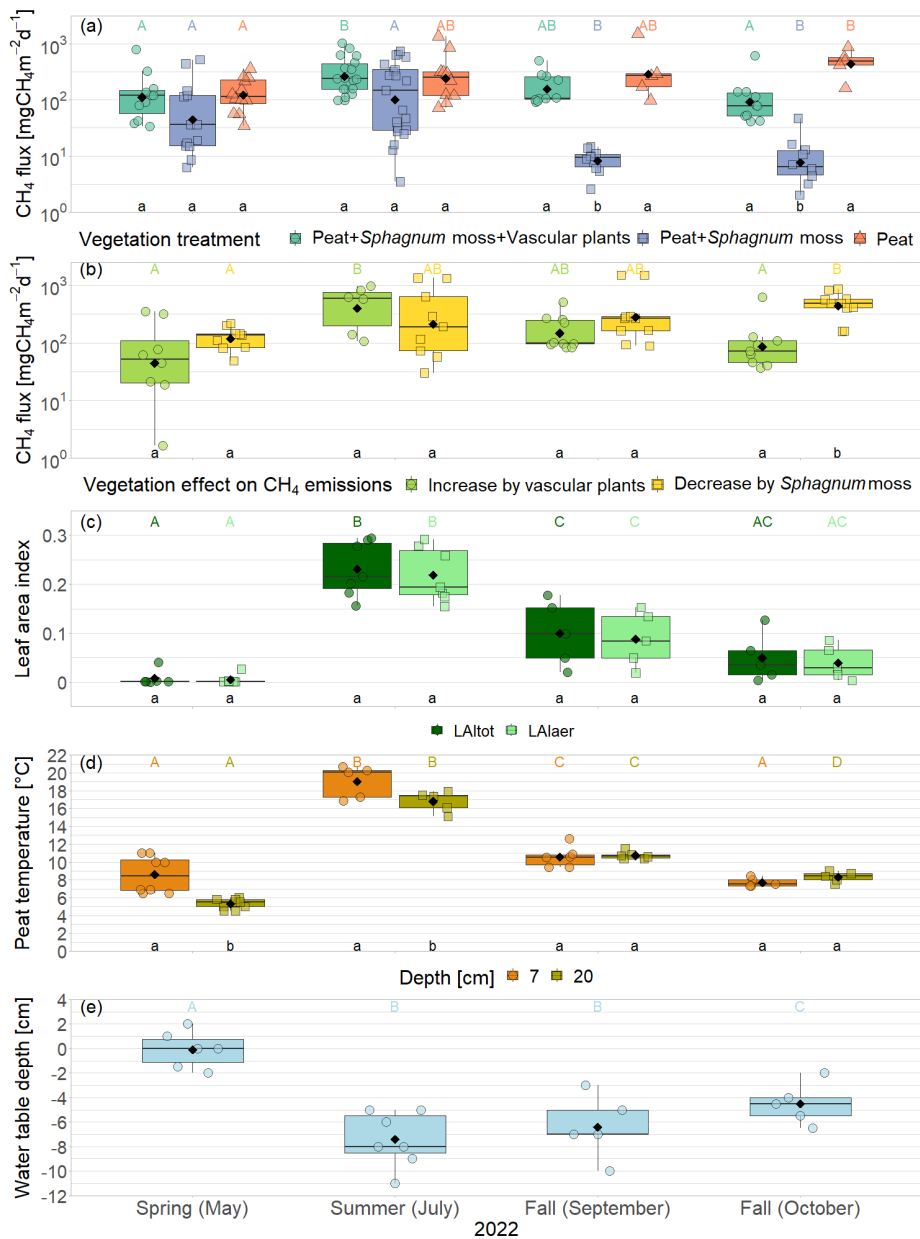 (a) A A A B A AB AB B AB A B B
10³
10²
10¹
10⁰
CH₄ flux [mgCH₄m⁻²d⁻¹]
a a a a a a a b a a b a
Vegetation treatment Peat+Sphagnum moss+Vascular plants Peat+Sphagnum moss Peat
(b) A A B AB AB AB A B
10³
10²
10¹
10⁰
CH₄ flux [mgCH₄m⁻²d⁻¹]
a a a a a a a b
Vegetation effect on CH₄ emissions Increase by vascular plants Decrease by Sphagnum moss
(c) A A B B C C AC AC
0.3
0.2
0.1
0
Leaf area index
a a a a a a a a
LAItot LAIaer
(d) A A B B C C A D
22
20
18
16
14
12
10
8
6
4
2
0
Peat temperature [°C]
a b a b a a a a
Depth [cm] 7 20
(e) A B B C
4
2
0
-2
-4
-6
-8
-10
-12
Water table depth [cm]
Spring (May) Summer (July) Fall (September) Fall (October)
2022